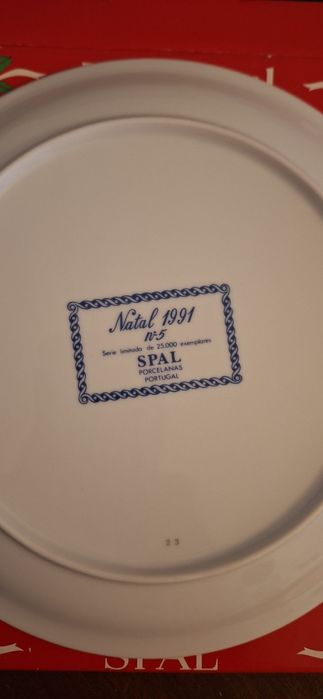 Natal 1991
nº5
Serie limitada de 25.000 exemplares
SPAL
PORCELANAS
PORTUGAL
23
SPAL